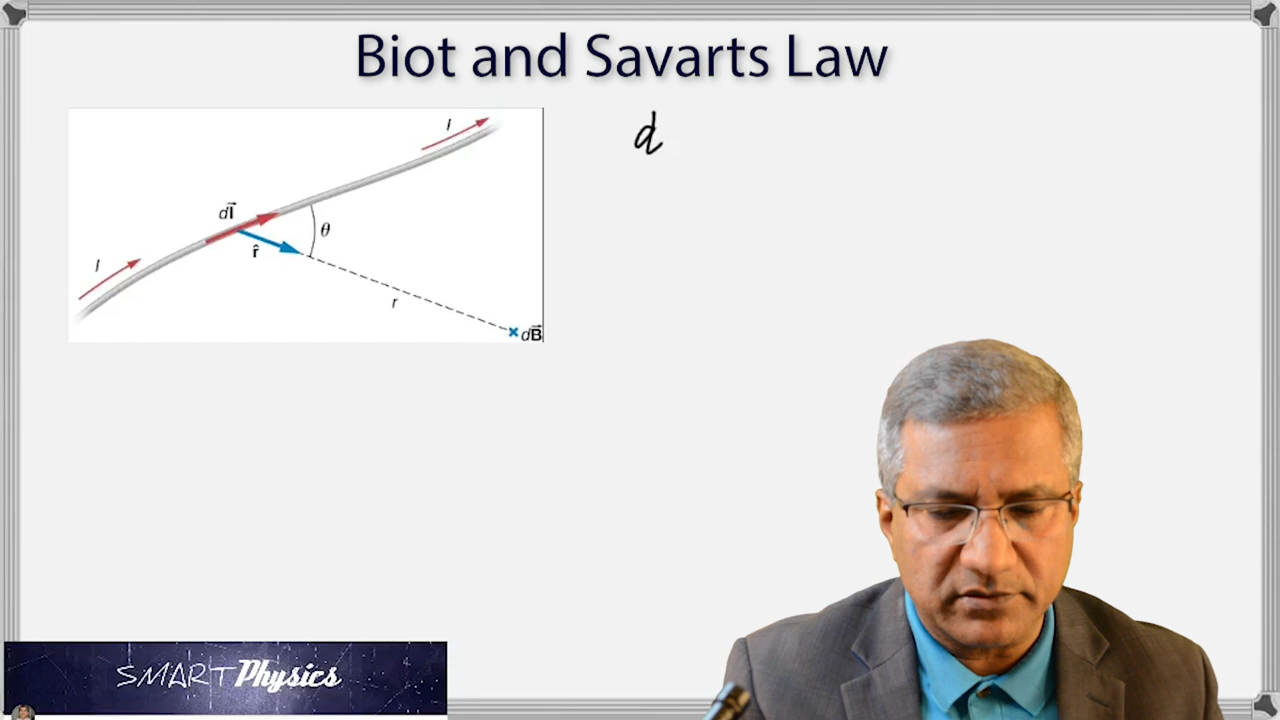 Biot and Savarts Law
d
I
dl⃗
θ
r̂
I
r
dB⃗
SMART Physics